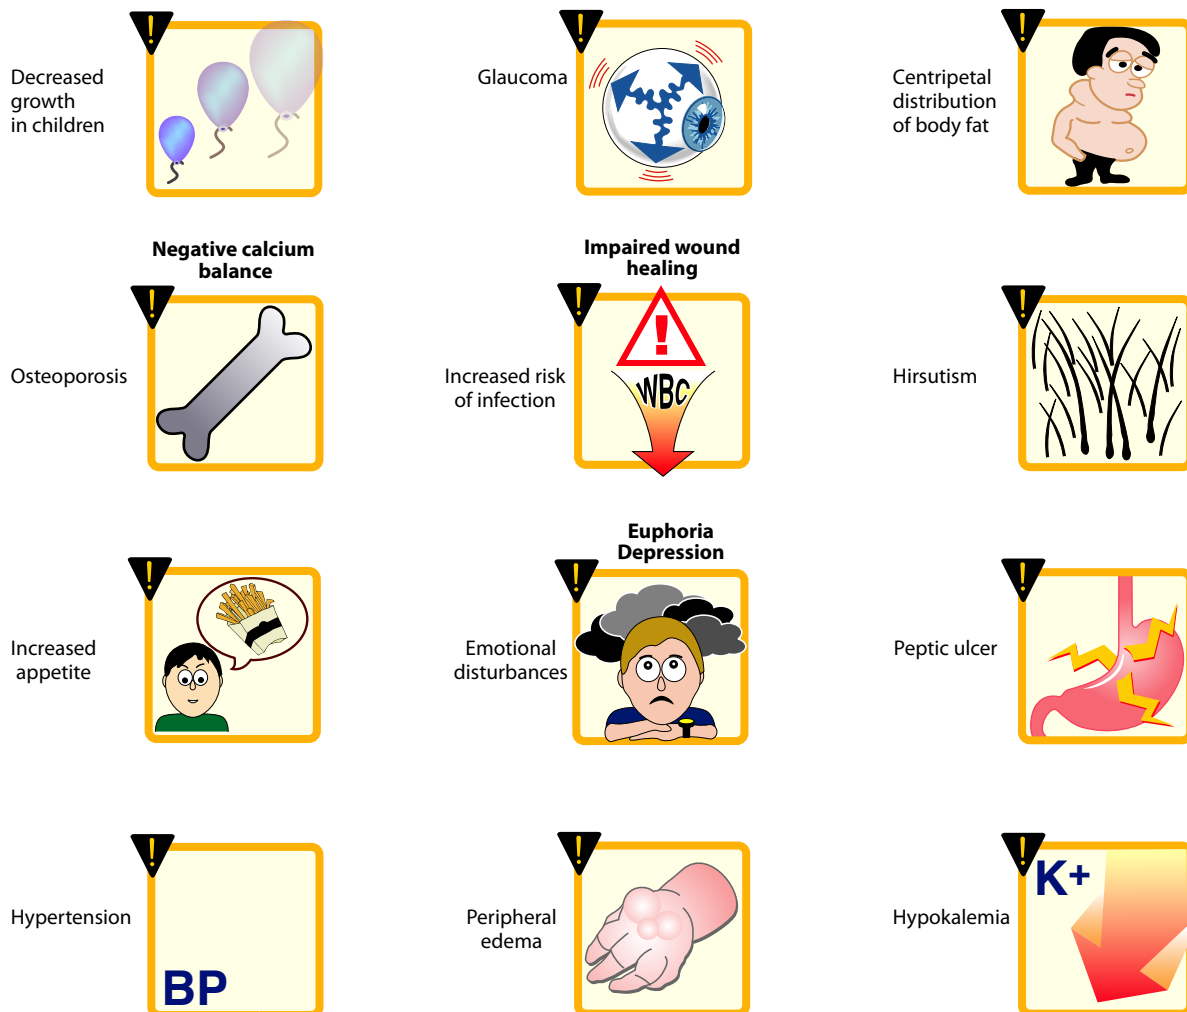 Decreased
growth
in children
Glaucoma
Centripetal
distribution
of body fat
Negative calcium
balance
Osteoporosis
Impaired wound
healing
!
WBC
Increased risk
of infection
Hirsutism
Increased
appetite
Euphoria
Depression
Emotional
disturbances
Peptic ulcer
Hypertension
BP
Peripheral
edema
Hypokalemia
K+